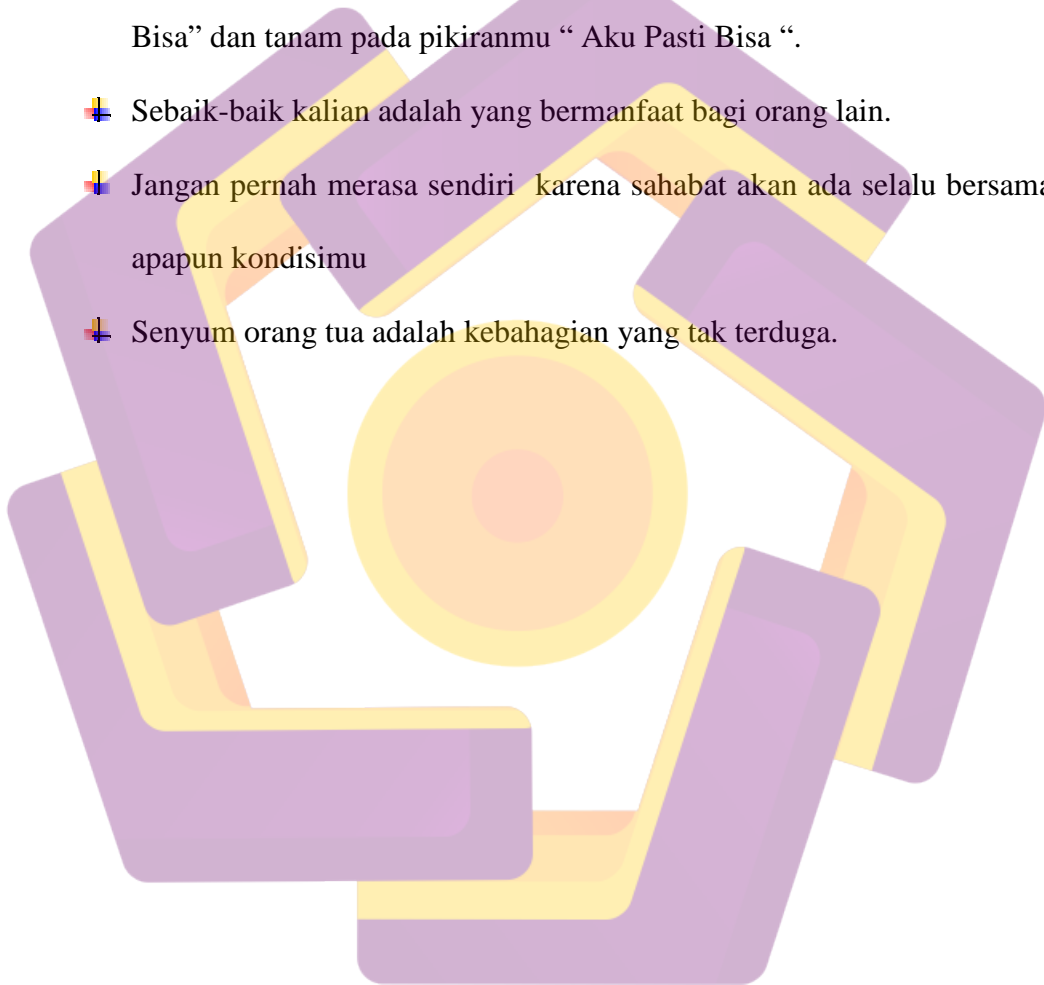 Bisa” dan tanam pada pikiranmu “ Aku Pasti Bisa “.
Sebaik-baik kalian adalah yang bermanfaat bagi orang lain.
Jangan pernah merasa sendiri karena sahabat akan ada selalu bersama
apapun kondisimu
Senyum orang tua adalah kebahagian yang tak terduga.